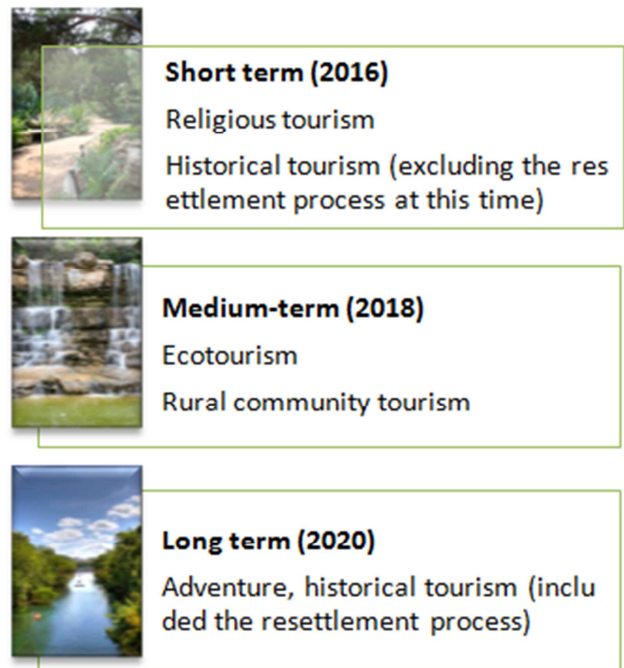 Short term (2016)
Religious tourism
Historical tourism (excluding the res
ettlement process at this time)
Medium-term (2018)
Ecotourism
Rural community tourism
Long term (2020)
Adventure, historical tourism (inclu
ded the resettlement process)